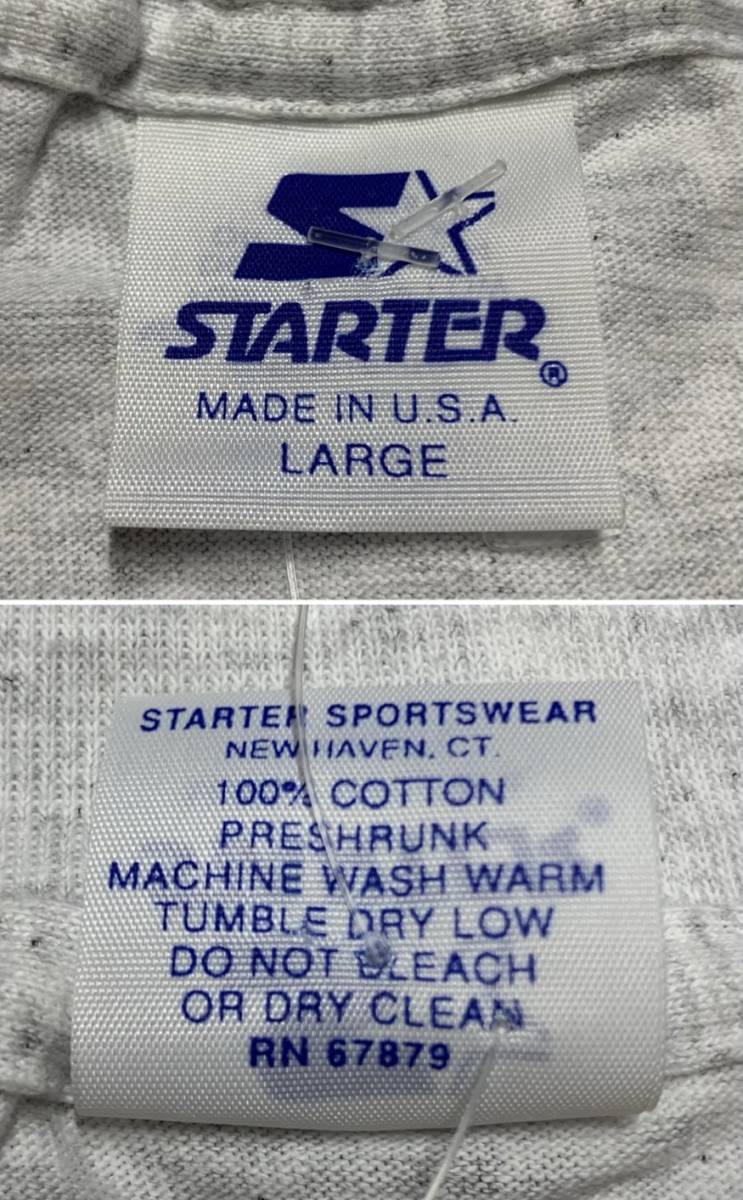 STARTER®
MADE IN U.S.A.
LARGE
STARTER SPORTSWEAR
NEW HAVEN, CT.
100% COTTON
PRESHRUNK
MACHINE WASH WARM
TUMBLE DRY LOW
DO NOT BLEACH
OR DRY CLEAN
RN 67879